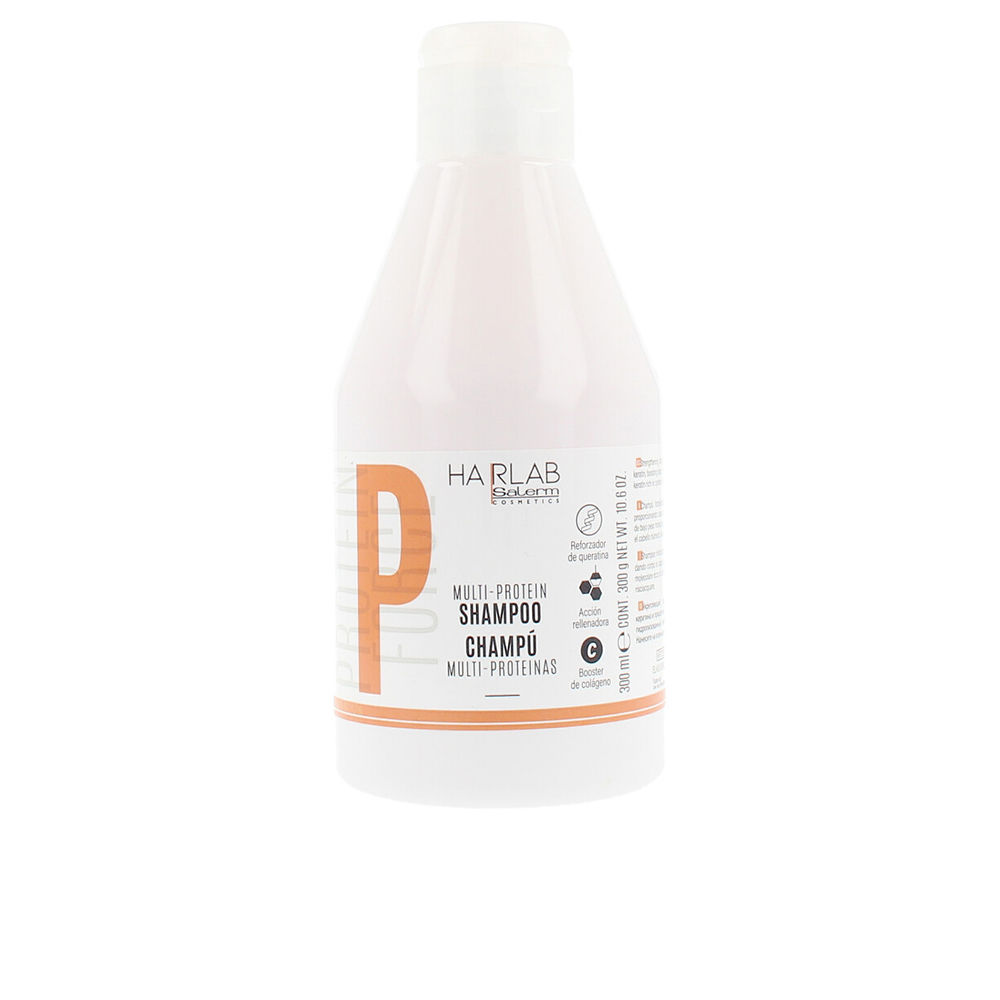 P
PROTEIN
FORCE
HAIRLAB
Salerm
COSMETICS
MULTI-PROTEIN
SHAMPOO
CHAMPÚ
MULTI-PROTEINAS
Reforzador
de queratina
Acción
rellenadora
C
Booster
de colágeno
300 ml ℮ CONT. 300 g NET WT. 10.6 OZ.